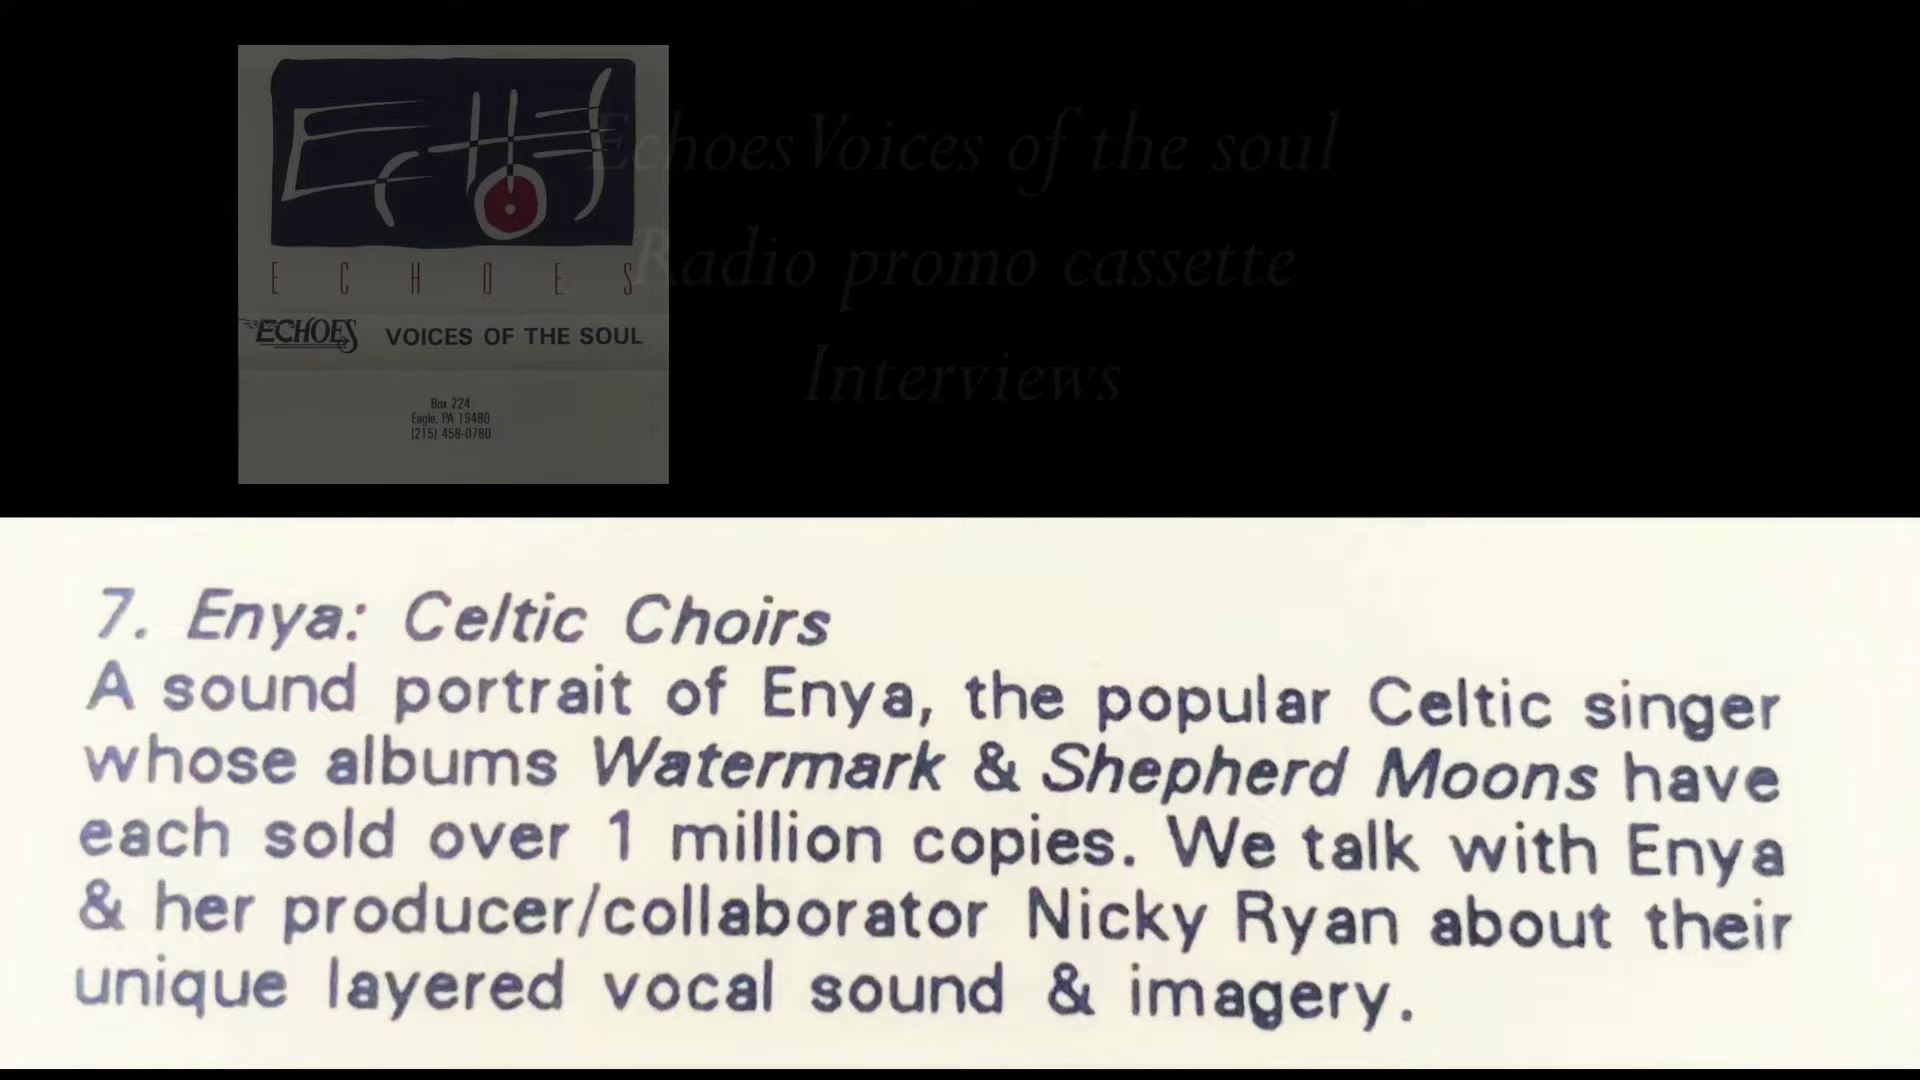 Echoes Voices of the soul
Radio promo cassette
Interviews
E C H O E S
ECHOES VOICES OF THE SOUL
Box 224
Eagle, PA 19480
(215) 458-0780
7. Enya: Celtic Choirs
A sound portrait of Enya, the popular Celtic singer
whose albums Watermark & Shepherd Moons have
each sold over 1 million copies. We talk with Enya
& her producer/collaborator Nicky Ryan about their
unique layered vocal sound & imagery.